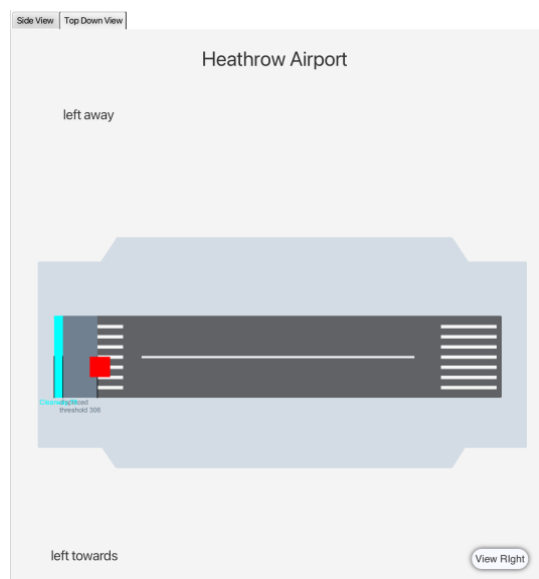 Side View Top Down View
Heathrow Airport
left away
threshold 306
left towards
View RIght